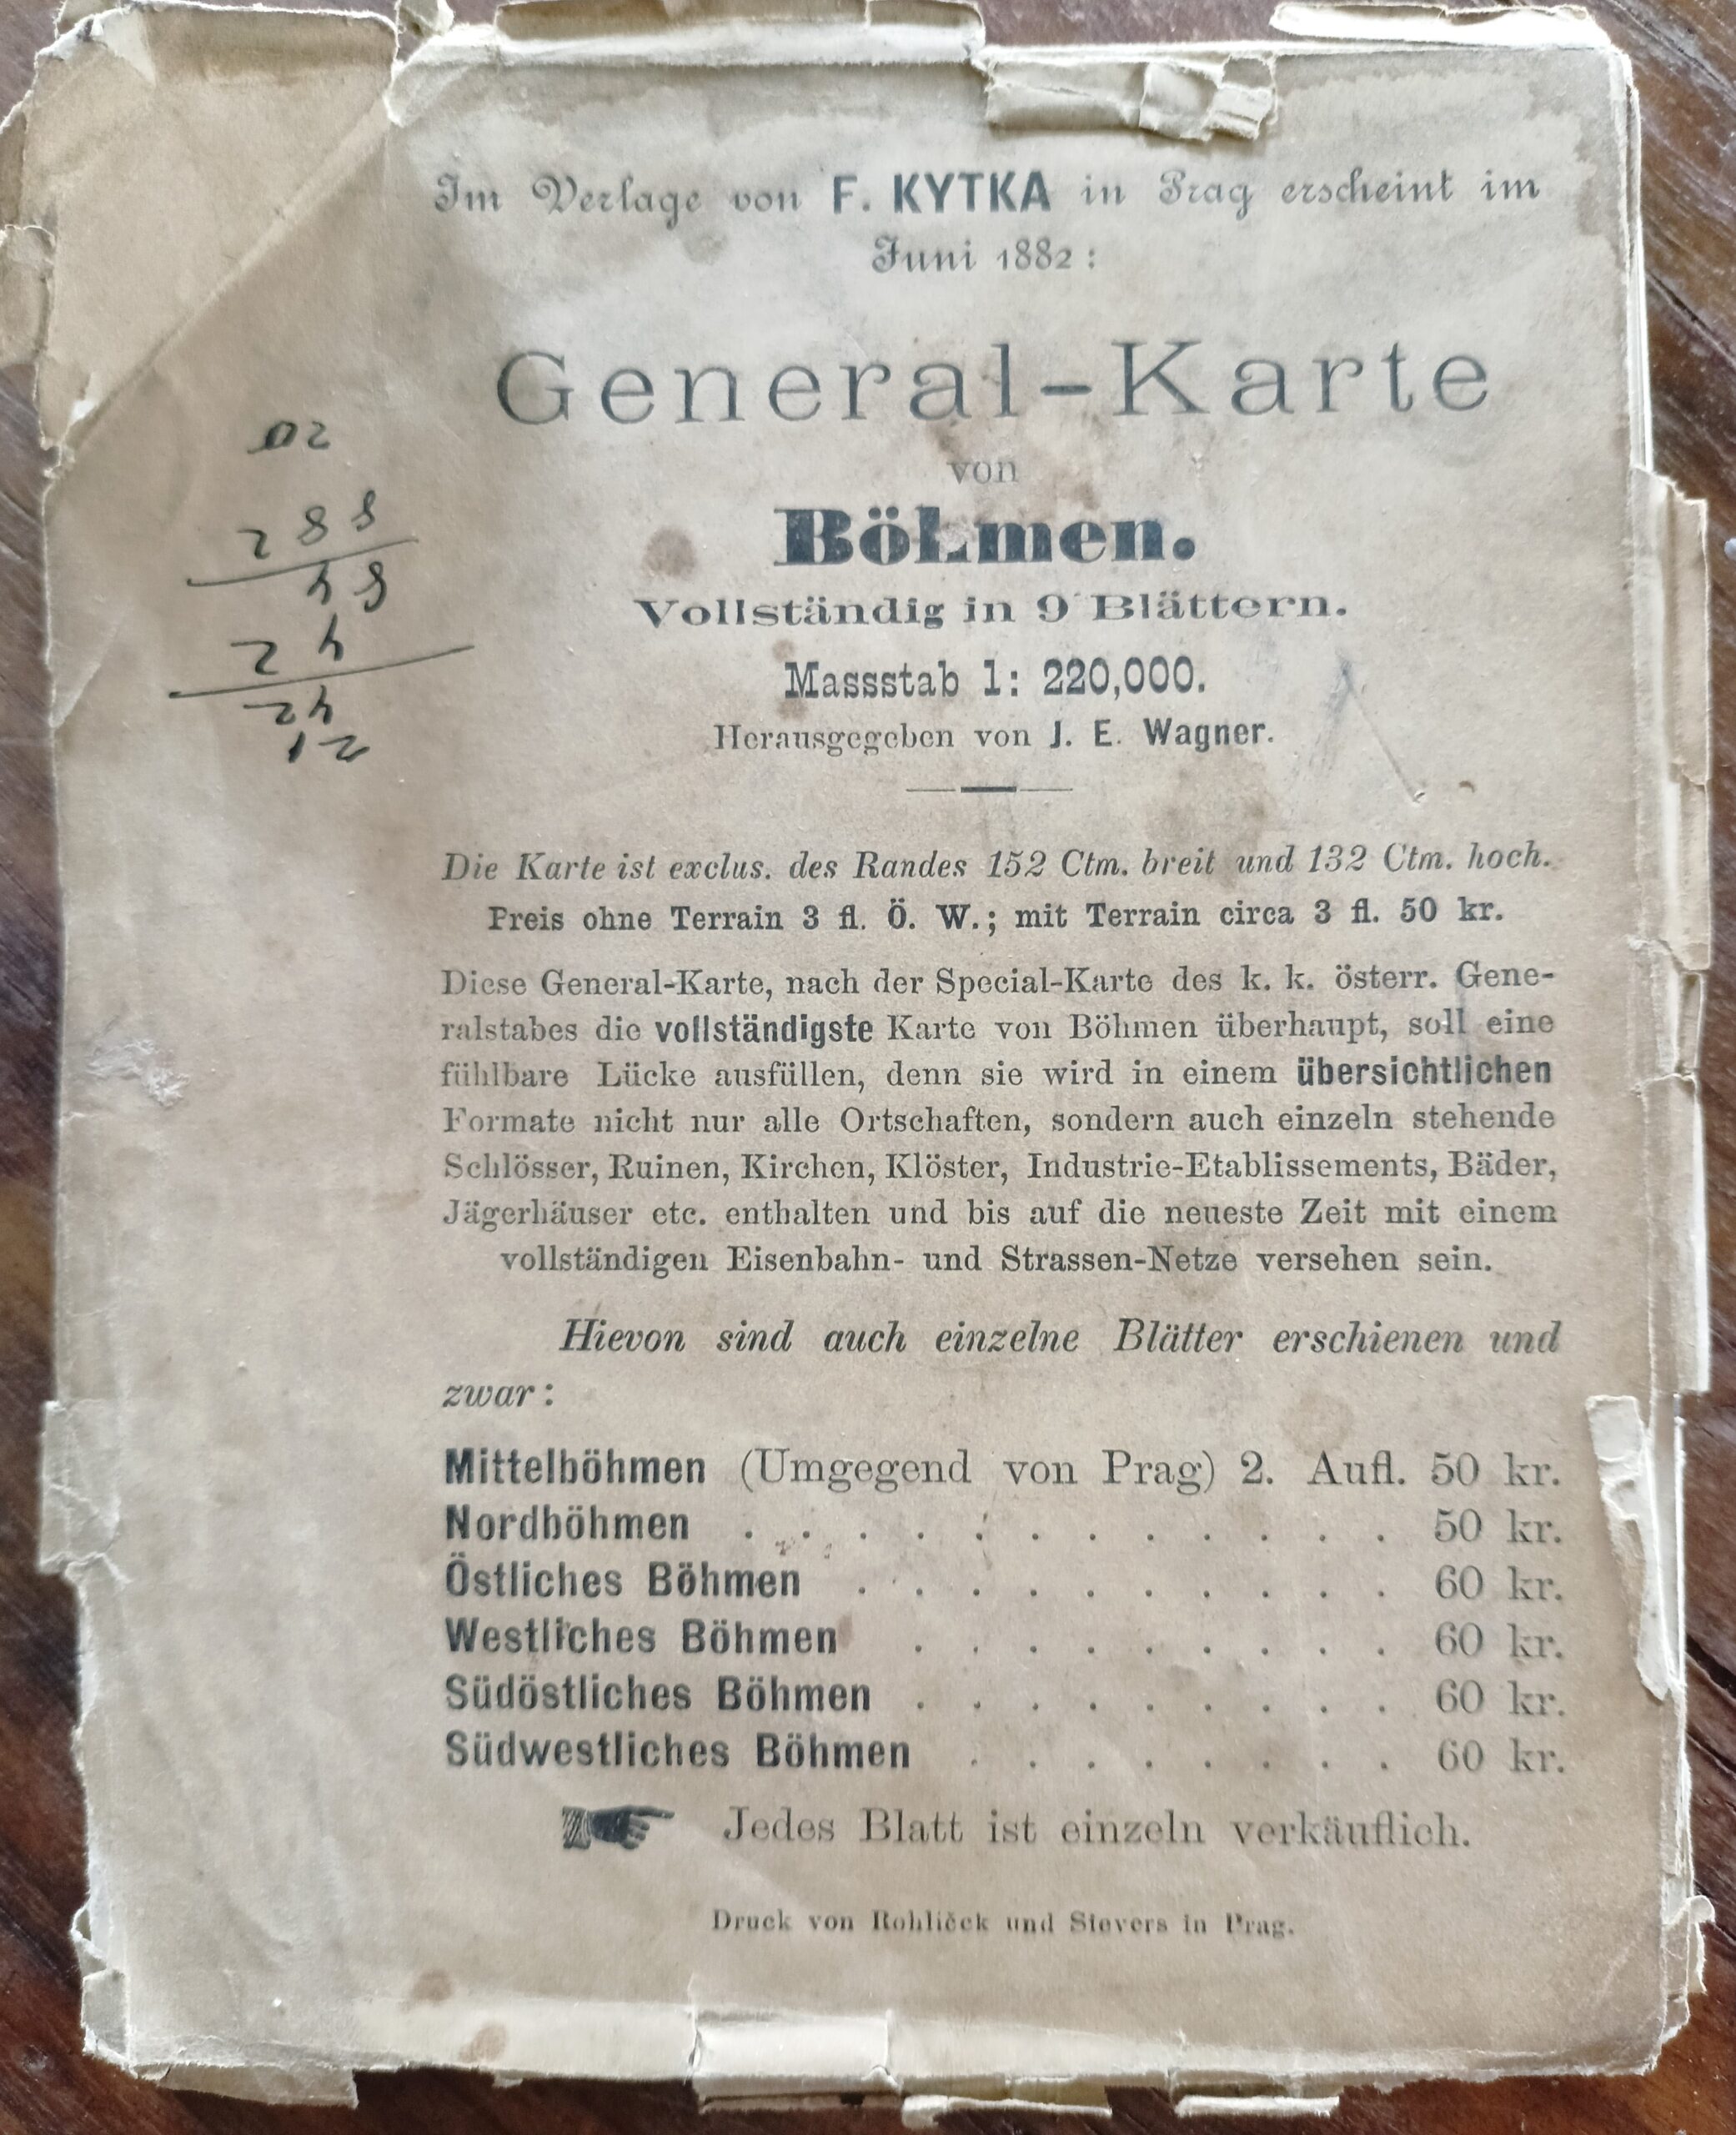 Im Verlage von F. KYTKA in Prag erscheint im
Juni 1882:
General-Karte
von
Böhmen.
Vollständig in 9 Blättern.
Massstab 1: 220,000.
Herausgegeben von J. E. Wagner.
Die Karte ist exclus. des Randes 152 Ctm. breit und 132 Ctm. hoch.
Preis ohne Terrain 3 fl. Ö. W.; mit Terrain circa 3 fl. 50 kr.
Diese General-Karte, nach der Special-Karte des k. k. österr. Gene-
ralstabes die vollständigste Karte von Böhmen überhaupt, soll eine
fühlbare Lücke ausfüllen, denn sie wird in einem übersichtlichen
Formate nicht nur alle Ortschaften, sondern auch einzeln stehende
Schlösser, Ruinen, Kirchen, Klöster, Industrie-Etablissements, Bäder,
Jägerhäuser etc. enthalten und bis auf die neueste Zeit mit einem
vollständigen Eisenbahn- und Strassen-Netze versehen sein.
Hievon sind auch einzelne Blätter erschienen und
zwar:
Mittelböhmen (Umgegend von Prag) 2. Aufl. 50 kr.
Nordböhmen . . . . . . . . . . . . 50 kr.
Östliches Böhmen . . . . . . . . . . 60 kr.
Westliches Böhmen . . . . . . . . . 60 kr.
Südöstliches Böhmen . . . . . . . . . 60 kr.
Südwestliches Böhmen . . . . . . . . 60 kr.
Jedes Blatt ist einzeln verkäuflich.
Druck von Rohliček und Sievers in Prag.